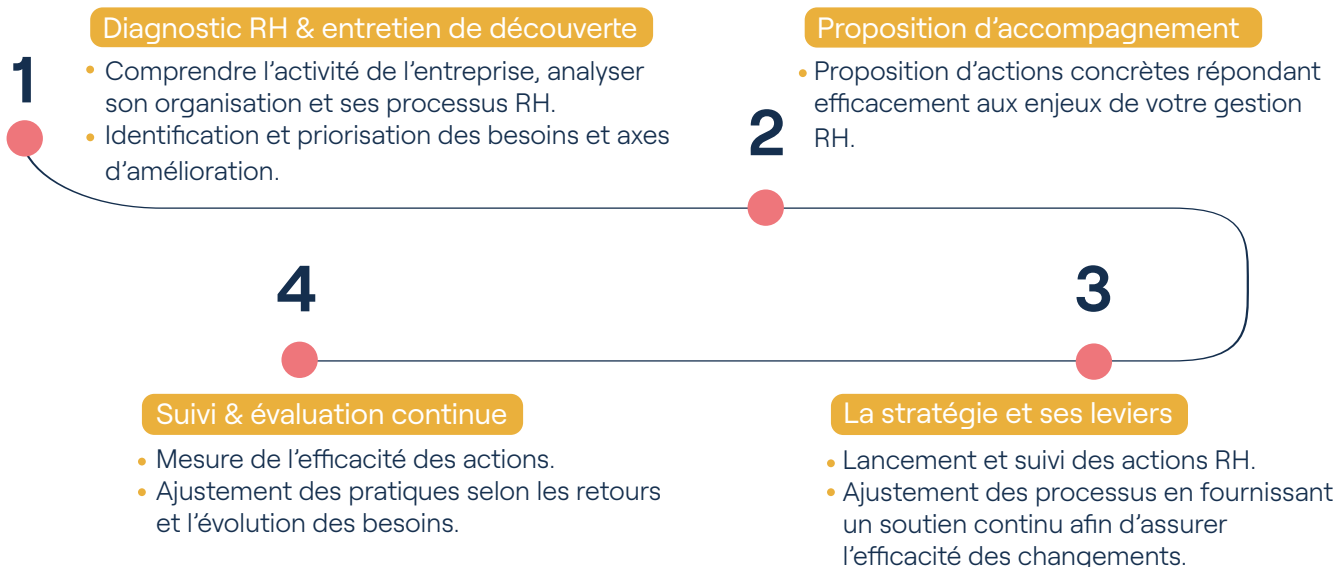 1
Diagnostic RH & entretien de découverte
Comprendre l’activité de l’entreprise, analyser
son organisation et ses processus RH.
Identification et priorisation des besoins et axes
d’amélioration.
2
Proposition d’accompagnement
Proposition d’actions concrètes répondant
efficacement aux enjeux de votre gestion
RH.
3
La stratégie et ses leviers
Lancement et suivi des actions RH.
Ajustement des processus en fournissant
un soutien continu afin d’assurer
l’efficacité des changements.
4
Suivi & évaluation continue
Mesure de l’efficacité des actions.
Ajustement des pratiques selon les retours
et l’évolution des besoins.